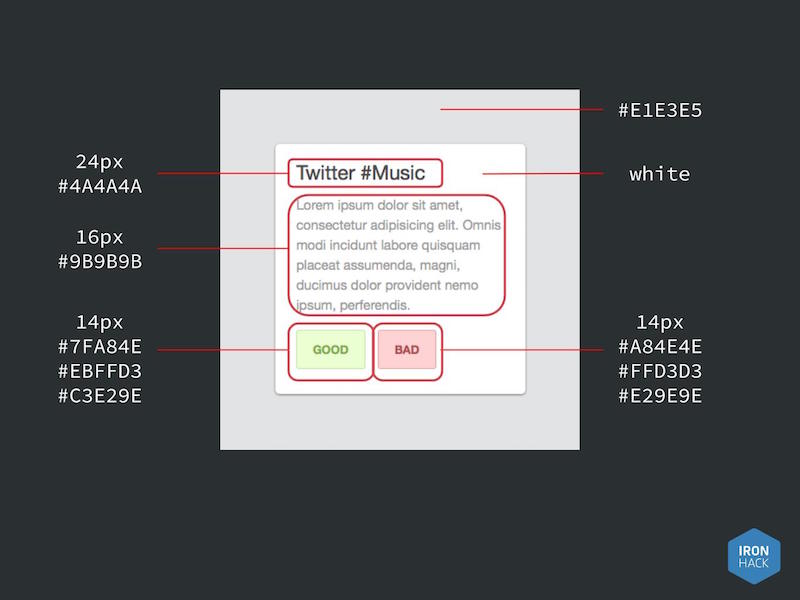 #E1E3E5
24px
#4A4A4A
white
Twitter #Music
16px
#9B9B9B
Lorem ipsum dolor sit amet,
consectetur adipisicing elit. Omnis
modi incidunt labore quisquam
placeat assumenda, magni,
ducimus dolor provident nemo
ipsum, perferendis.
14px
#7FA84E
#EBFFD3
#C3E29E
GOOD
BAD
14px
#A84E4E
#FFD3D3
#E29E9E
IRON
HACK